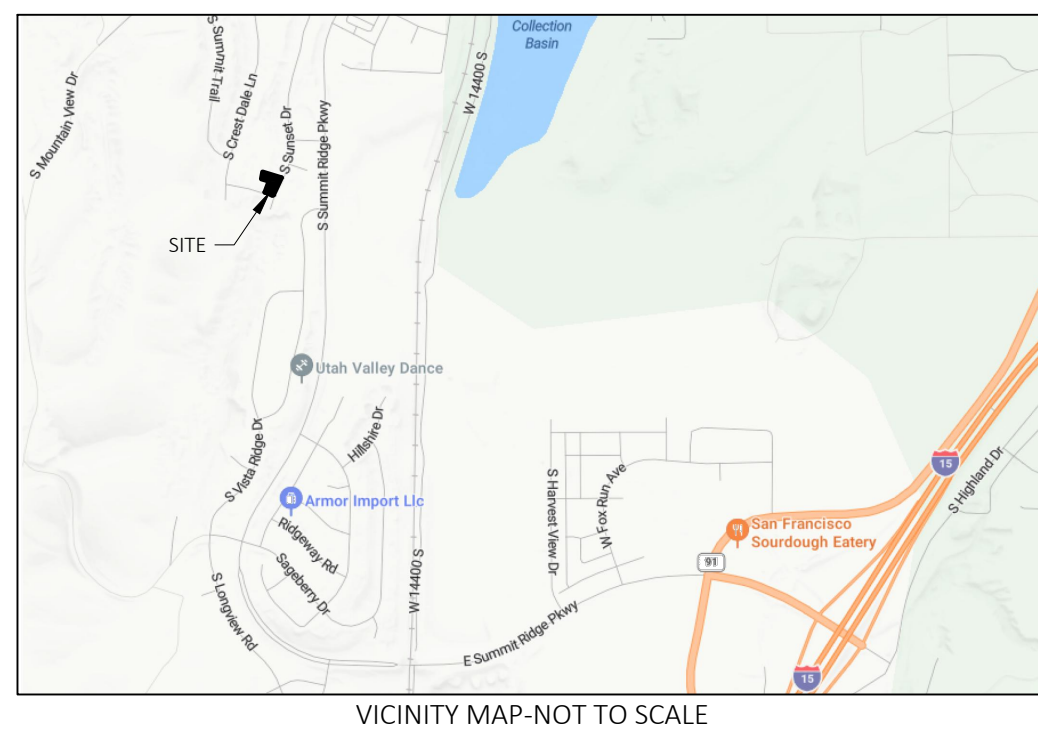 Collection
Basin
S Summit Trail
S Crest Dale Ln
S Sunset Dr
S Summit Ridge Pkwy
W 14400 S
S Mountain View Dr
SITE
Utah Valley Dance
Hillshire Dr
S Vista Ridge Dr
Armor Import Llc
Ridgeway Rd
Sageberry Dr
S Longview Rd
W 14400 S
E Summit Ridge Pkwy
S Harvest View Dr
W Fox Run Ave
San Francisco
Sourdough Eatery
91
15
S Highland Dr
15
VICINITY MAP-NOT TO SCALE